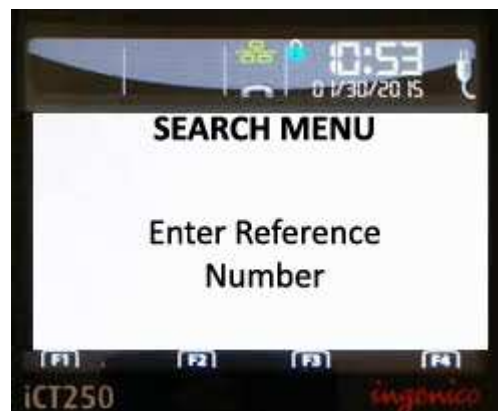 10:53
01/30/2015
SEARCH MENU
Enter Reference
Number
F1 F2 F3 F4
iCT250 ingenico